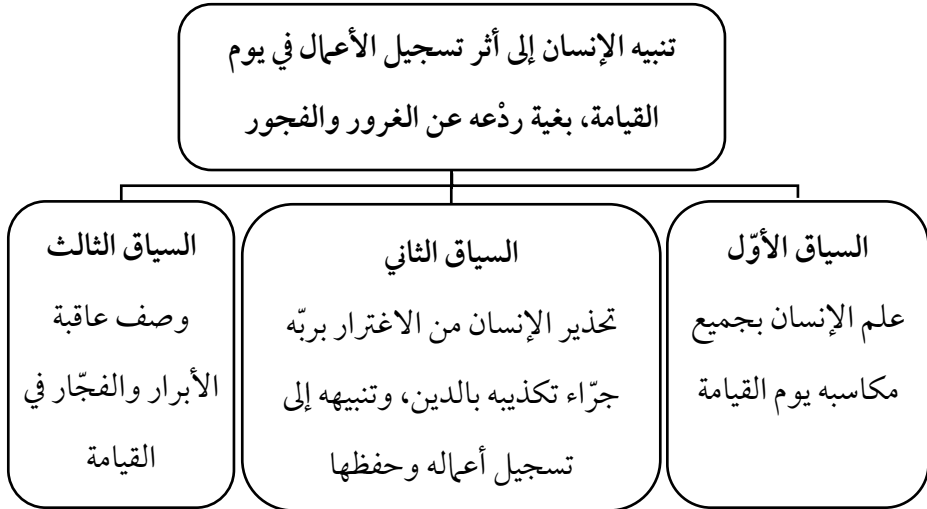 تنبيه الإنسان إلى أثر تسجيل الأعمال في يوم
القيامة، بغية ردْعه عن الغرور والفجور
السياق الأوّل
علم الإنسان بجميع
مكاسبه يوم القيامة
السياق الثاني
تحذير الإنسان من الاغترار بربّه
جرّاء تكذيبه بالدين، وتنبيهه إلى
تسجيل أعماله وحفظها
السياق الثالث
وصف عاقبة
الأبرار والفجّار في
القيامة